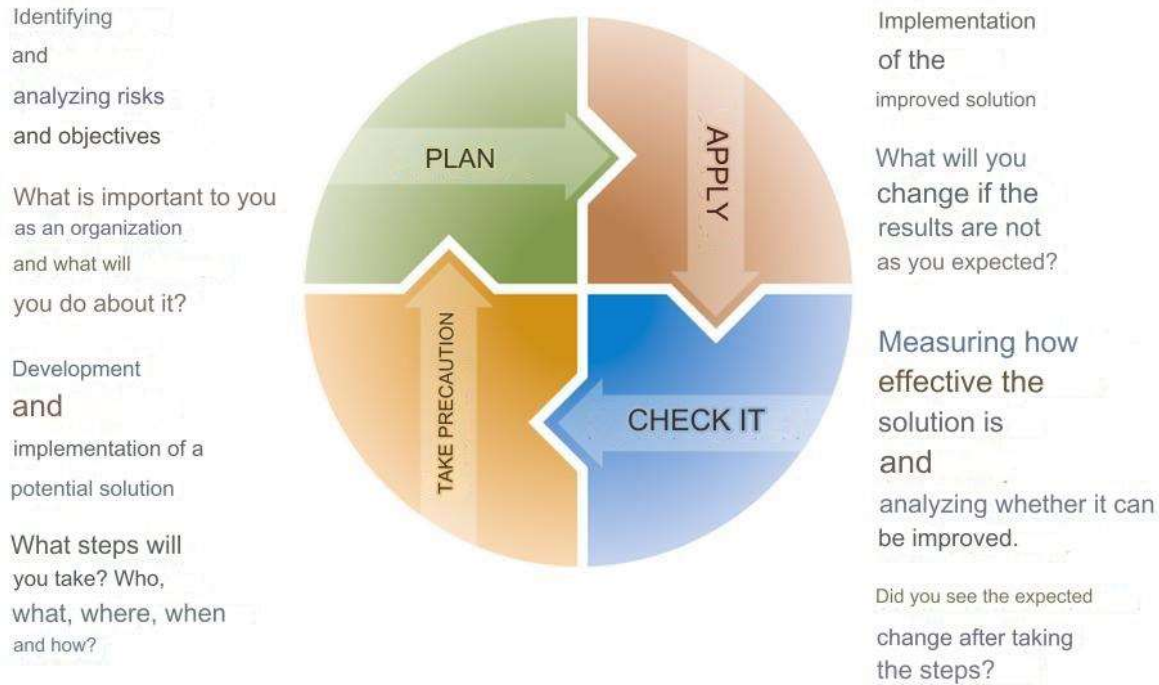 Identifying
and
analyzing risks
and objectives
What is important to you
as an organization
and what will
you do about it?
Development
and
implementation of a
potential solution
What steps will
you take? Who,
what, where, when
and how?
PLAN
APPLY
TAKE PRECAUTION
CHECK IT
Implementation
of the
improved solution
What will you
change if the
results are not
as you expected?
Measuring how
effective the
solution is
and
analyzing whether it can
be improved.
Did you see the expected
change after taking
the steps?